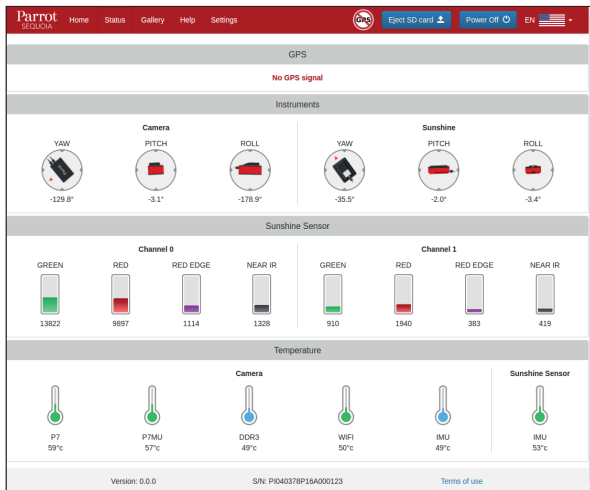 Parrot
SEQUOIA
Home Status Gallery Help Settings
GPS
Eject SD card
Power Off
EN
GPS
No GPS signal
Instruments
Camera Sunshine
YAW PITCH ROLL YAW PITCH ROLL
-129.8° -3.1° -178.9° -35.5° -2.0° -3.4°
Sunshine Sensor
Channel 0 Channel 1
GREEN RED RED EDGE NEAR IR GREEN RED RED EDGE NEAR IR
13822 9897 1114 1328 910 1940 383 419
Temperature
Camera Sunshine Sensor
P7 P7MU DDR3 WIFI IMU IMU
59°c 57°c 49°c 50°c 49°c 53°c
Version: 0.0.0 S/N: PI040378P16A000123 Terms of use